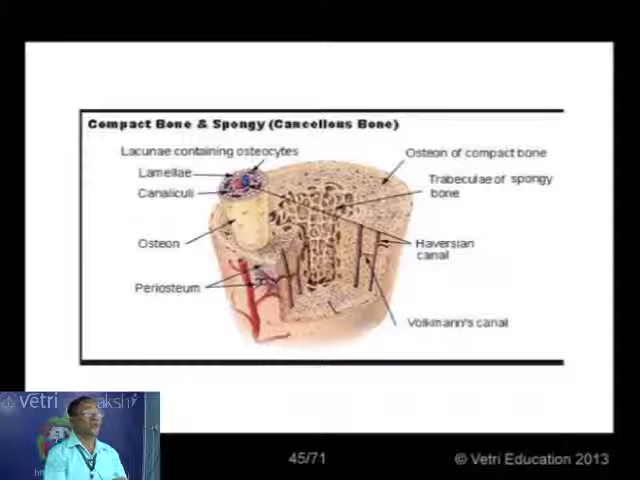 Compact Bone & Spongy (Cancellous Bone)
Lacunae containing osteocytes
Lamellae
Canaliculi
Osteon
Periosteum
Osteon of compact bone
Trabeculae of spongy
bone
Haversian
canal
Volkmann's canal
vetri
45/71
© Vetri Education 2013